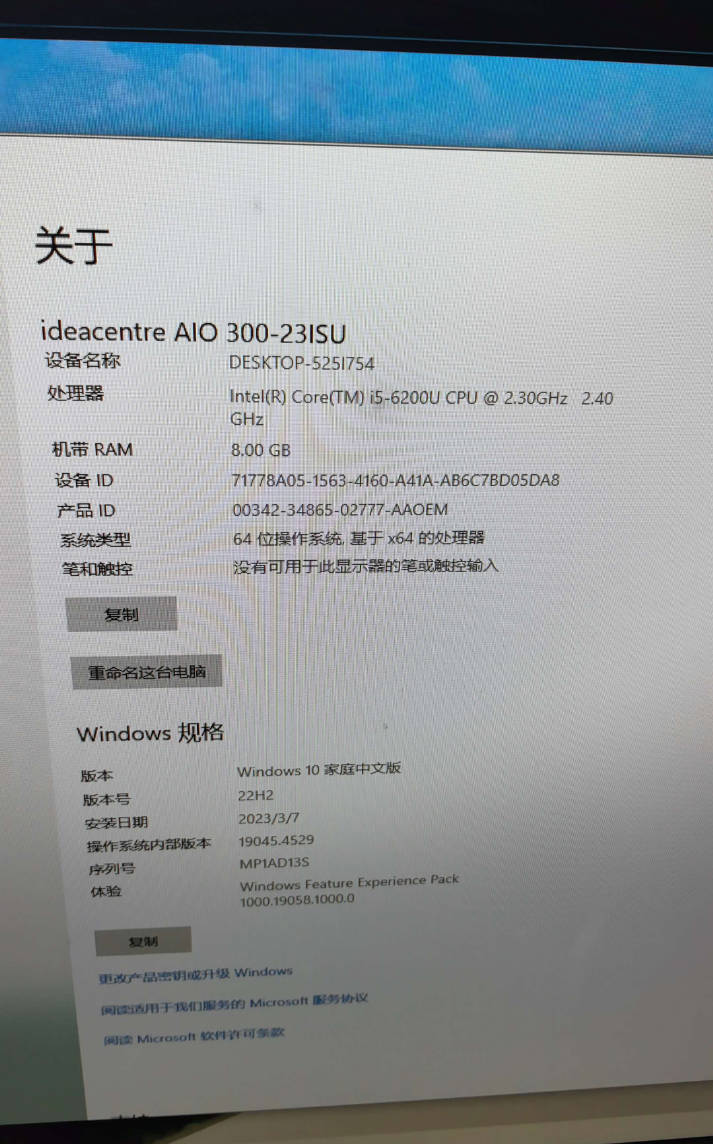 关于
ideacentre AIO 300-23ISU
设备名称 DESKTOP-525I754
处理器 Intel(R) Core(TM) i5-6200U CPU @ 2.30GHz 2.40
GHz
机带 RAM 8.00 GB
设备 ID 71778A05-1563-4160-A41A-AB6C7BD05DA8
产品 ID 00342-34865-02777-AAOEM
系统类型 64 位操作系统, 基于 x64 的处理器
笔和触控 没有可用于此显示器的笔或触控输入
复制
重命名这台电脑
Windows 规格
版本 Windows 10 家庭中文版
版本号 22H2
安装日期 2023/3/7
操作系统内部版本 19045.4529
序列号 MP1AD13S
体验 Windows Feature Experience Pack
1000.19058.1000.0
复制
更改产品密钥或升级 Windows
阅读适用于我们服务的 Microsoft 服务协议
阅读 Microsoft 软件许可条款